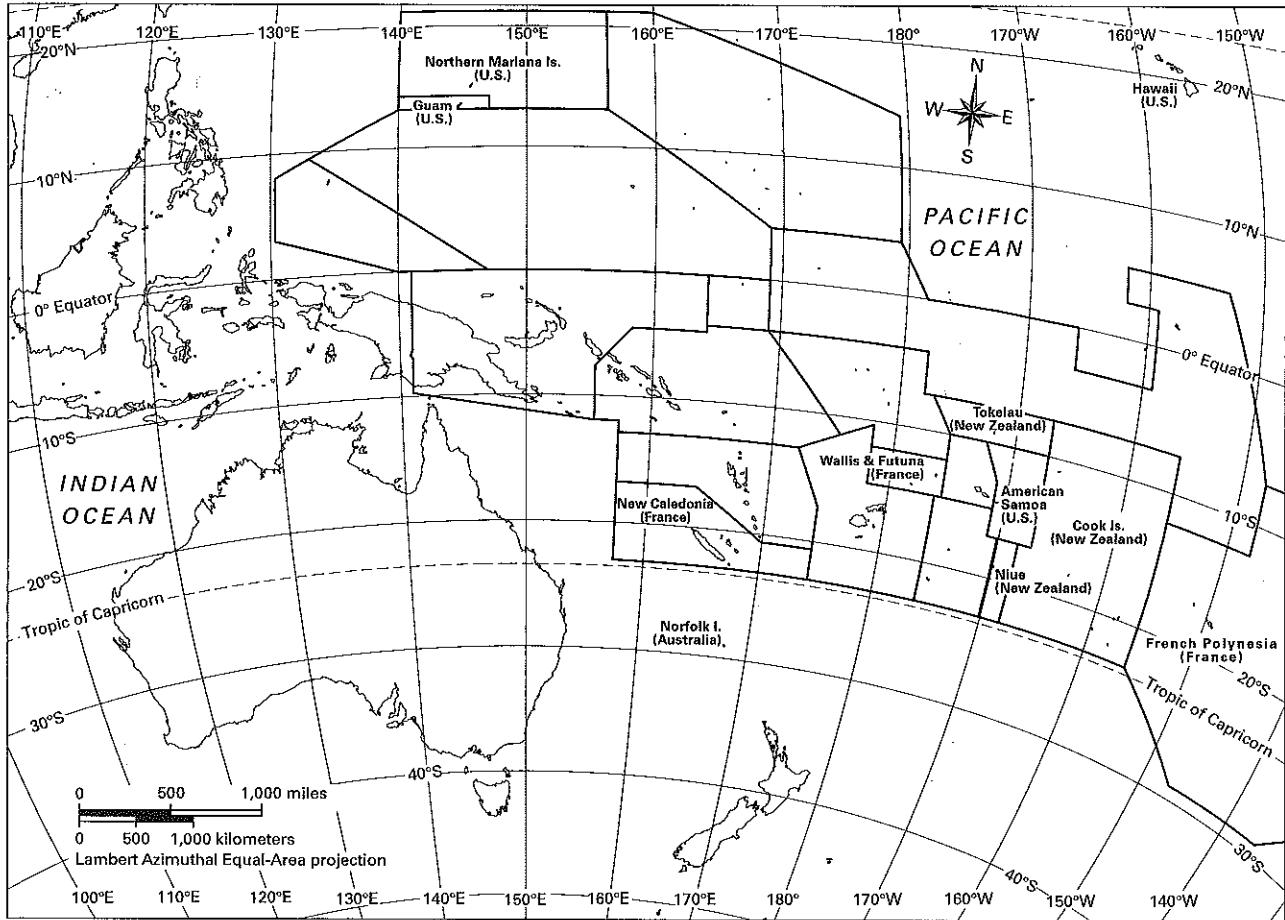 110°E 120°E 130°E 140°E 150°E 160°E 170°E 180° 170°W 160°W 150°W
20°N
Northern Mariana Is.
(U.S.)
Guam
(U.S.)
N
W E
S
Hawaii
(U.S.)
20°N
10°N
PACIFIC
OCEAN
10°N
0° Equator
0° Equator
10°S
INDIAN
OCEAN
Tokelau
(New Zealand)
Wallis & Futuna
(France)
American
Samoa
(U.S.)
10°S
New Caledonia
(France)
Cook Is.
(New Zealand)
Niue
(New Zealand)
20°S
Tropic of Capricorn
Norfolk I.
(Australia)
French Polynesia
(France)
20°S
Tropic of Capricorn
30°S
40°S
0 500 1,000 miles
0 500 1,000 kilometers
Lambert Azimuthal Equal-Area projection
30°S
40°S
100°E 110°E 120°E 130°E 140°E 150°E 160°E 170°E 180° 170°W 160°W 150°W 140°W